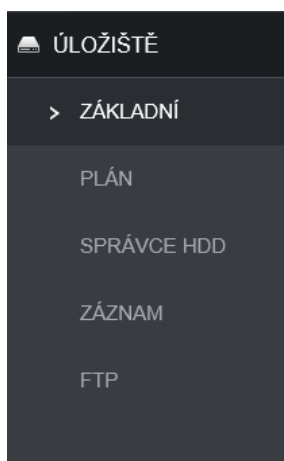 ÚLOŽIŠTĚ
ZÁKLADNÍ
PLÁN
SPRÁVCE HDD
ZÁZNAM
FTP